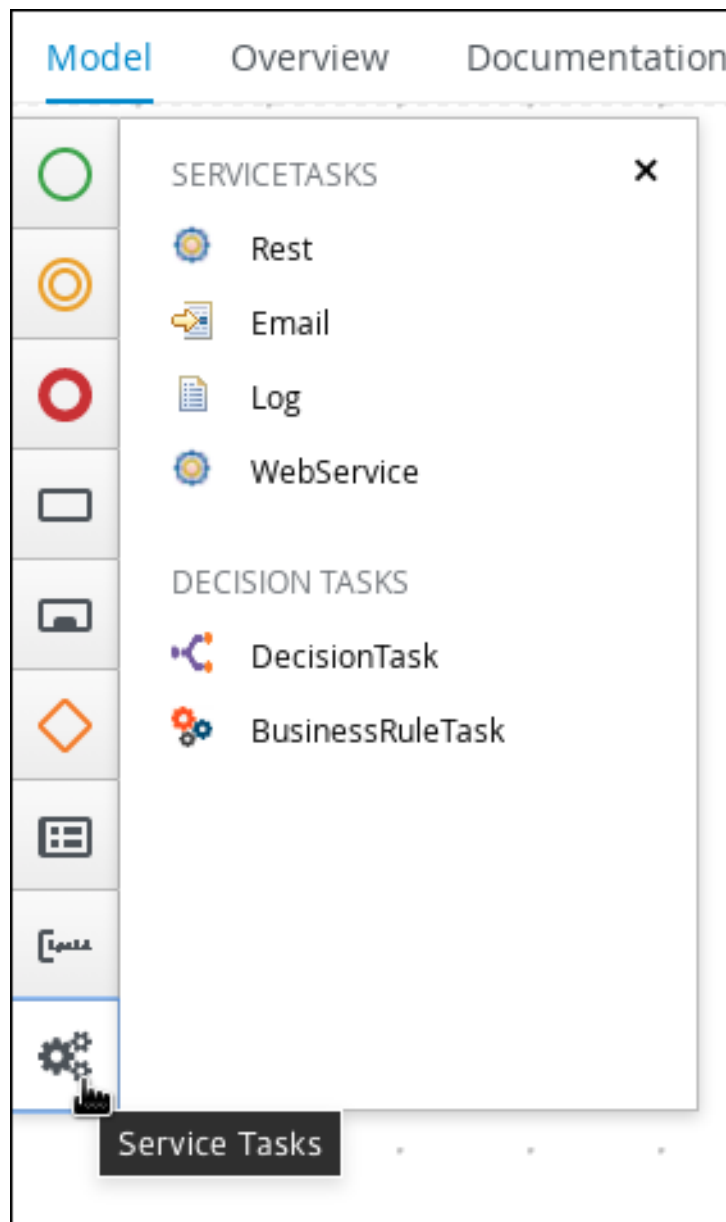 Model Overview Documentation
SERVICETASKS
Rest
Email
Log
WebService
DECISION TASKS
DecisionTask
BusinessRuleTask
Service Tasks